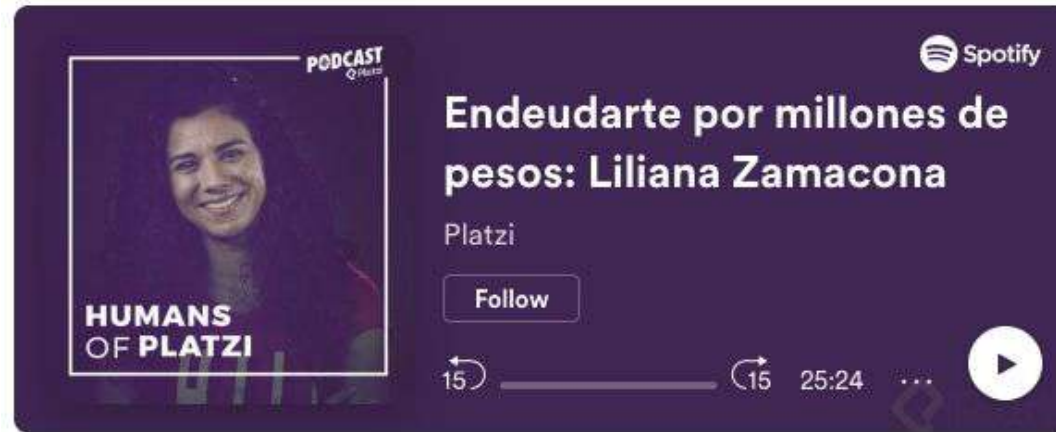 PODCAST
Platzi
HUMANS
OF PLATZI
Spotify
Endeudarte por millones de
pesos: Liliana Zamacona
Platzi
Follow
15
15
25:24